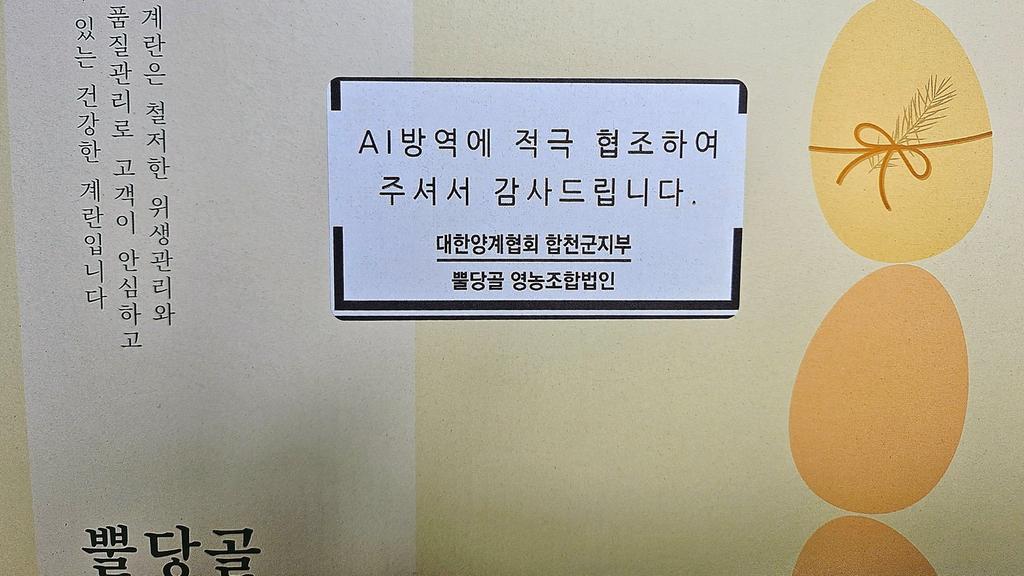 계란은 철저한 위생관리와
품질관리로 고객이 안심하고
있는 건강한 계란입니다
AI방역에 적극 협조하여
주셔서 감사드립니다.
대한양계협회 합천군지부
뿔당골 영농조합법인
뿔당골